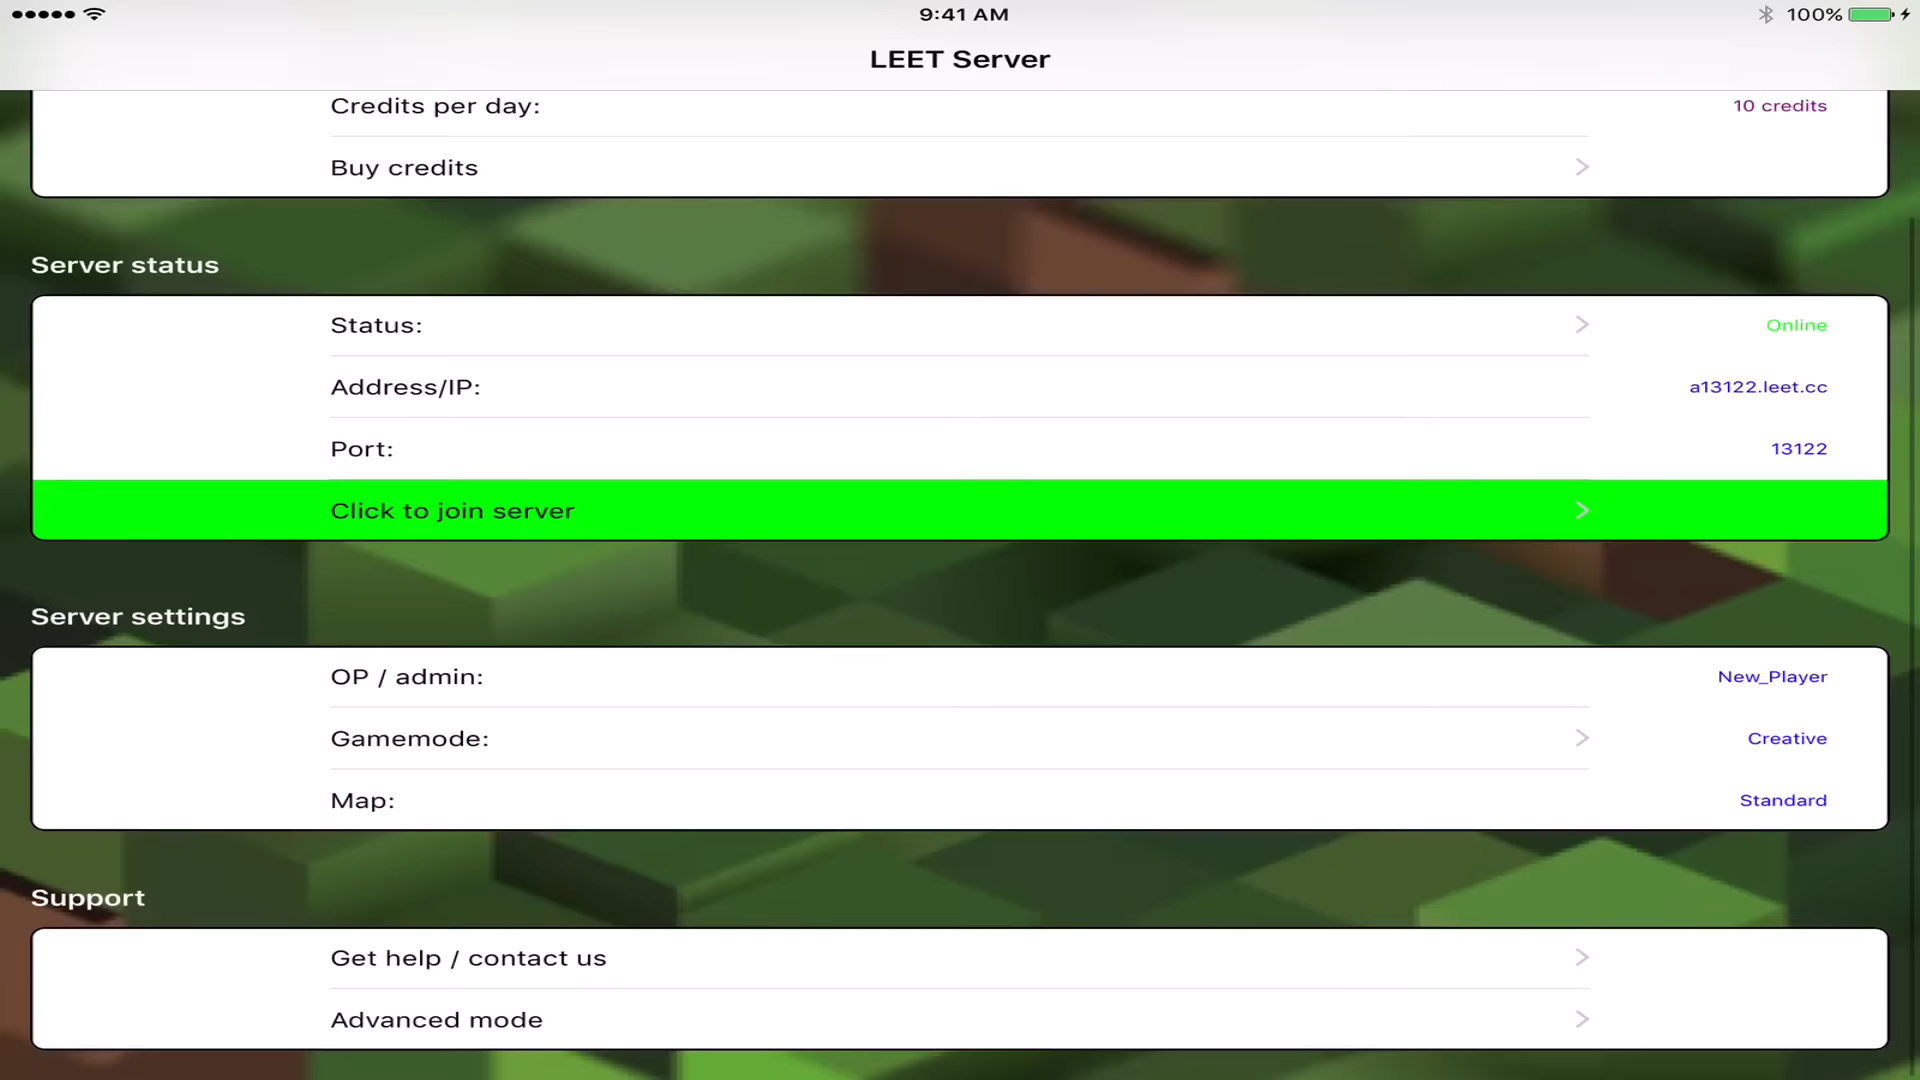 9:41 AM
100%
LEET Server
Credits per day: 10 credits
Buy credits
Server status
Status: Online
Address/IP: a13122.leet.cc
Port: 13122
Click to join server
Server settings
OP / admin: New_Player
Gamemode: Creative
Map: Standard
Support
Get help / contact us
Advanced mode